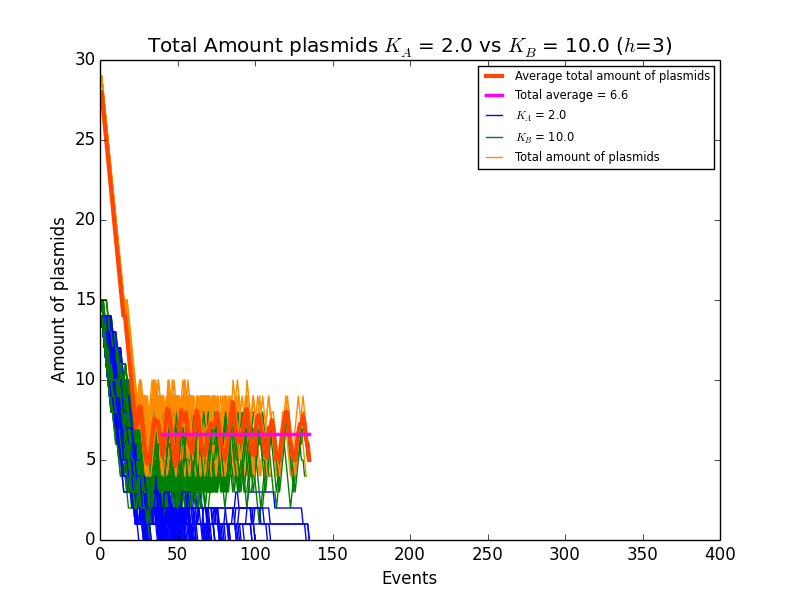 Total Amount plasmids K_A = 2.0 vs K_B = 10.0 (h=3)
30
25
20
15
10
5
0
Amount of plasmids
Average total amount of plasmids
Total average = 6.6
K_A = 2.0
K_B = 10.0
Total amount of plasmids
0 50 100 150 200 250 300 350 400
Events